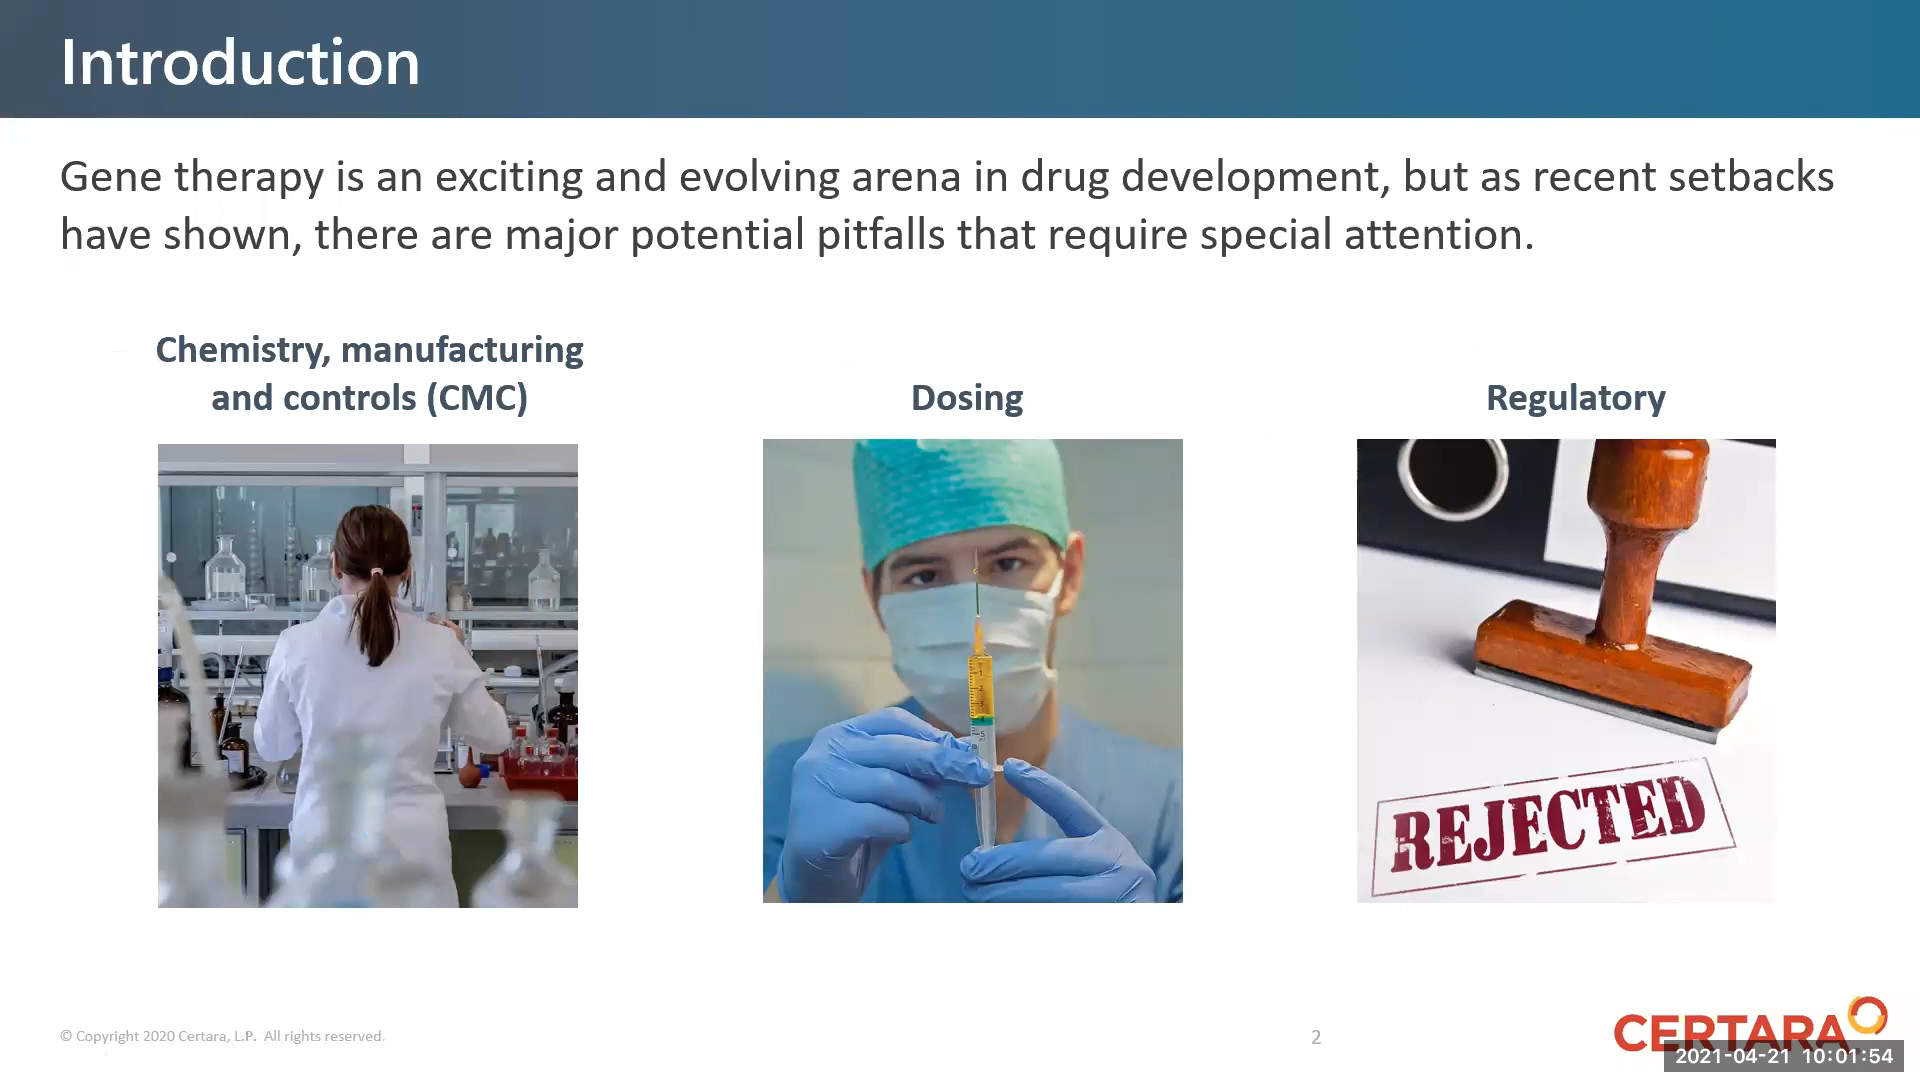 Introduction
Gene therapy is an exciting and evolving arena in drug development, but as recent setbacks
have shown, there are major potential pitfalls that require special attention.
Chemistry, manufacturing
and controls (CMC)
Dosing
Regulatory
REJECTED
© Copyright 2020 Certara, L.P. All rights reserved.
2
CERTARA
2021-04-21 10:01:54